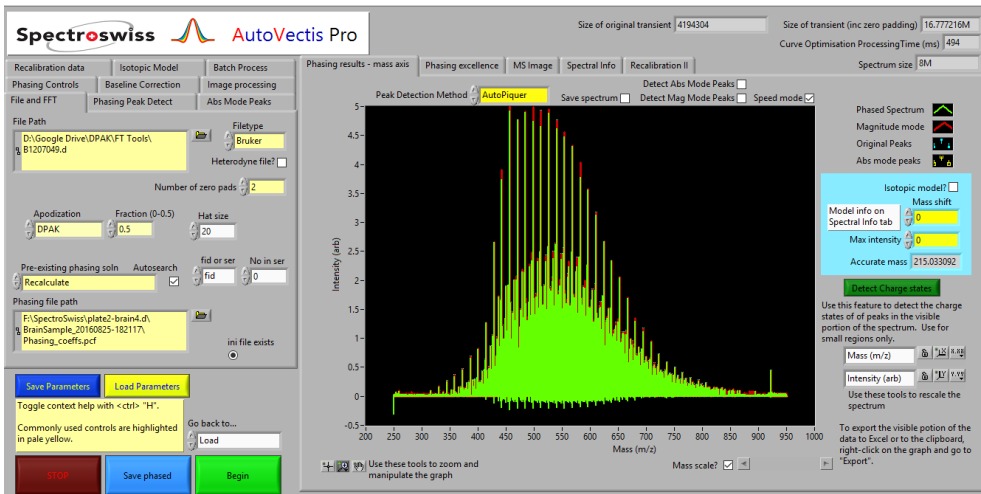 Spectroswiss AutoVectis Pro
Size of original transient 4194304
Size of transient (inc zero padding) 16.777216M
Curve Optimisation ProcessingTime (ms) 494
Spectrum size 8M
Recalibration data Isotopic Model Batch Process
Phasing Controls Baseline Correction Image processing
File and FFT Phasing Peak Detect Abs Mode Peaks
File Path
D:\Google Drive\DPAK\FT Tools\
B1207049.d
Filetype
Bruker
Heterodyne file?
Number of zero pads 2
Apodization Fraction (0-0.5) Hat size
DPAK 0.5 20
Pre-existing phasing soln Autosearch fid or ser No in ser
Recalculate fid 0
Phasing file path
F:\SpectroSwiss\plate2-brain4.d\
BrainSample_20160825-182117\
Phasing_coeffs.pcf
ini file exists
Save Parameters Load Parameters
Toggle context help with <ctrl> "H".
Commonly used controls are highlighted
in pale yellow.
Go back to...
Load
STOP Save phased Begin
Phasing results - mass axis Phasing excellence MS Image Spectral Info Recalibration II
Detect Abs Mode Peaks
Peak Detection Method AutoPiquer Save spectrum Detect Mag Mode Peaks Speed mode
5
4.5
4
3.5
3
2.5
2
1.5
1
0.5
0
-0.5
Intensity (arb)
200 250 300 350 400 450 500 550 600 650 700 750 800 850 900 950 1000
Mass (m/z)
Use these tools to zoom and
manipulate the graph
Mass scale?
Phased Spectrum
Magnitude mode
Original Peaks
Abs mode peaks
Isotopic model?
Mass shift
Model info on
Spectral Info tab
0
Max intensity 0
Accurate mass 215.033092
Detect Charge states
Use this feature to detect the charge
states of of peaks in the visible
portion of the spectrum. Use for
small regions only.
Mass (m/z)
Intensity (arb)
Use these tools to rescale the
spectrum
To export the visible potion of the
data to Excel or to the clipboard,
right-click on the graph and go to
"Export".